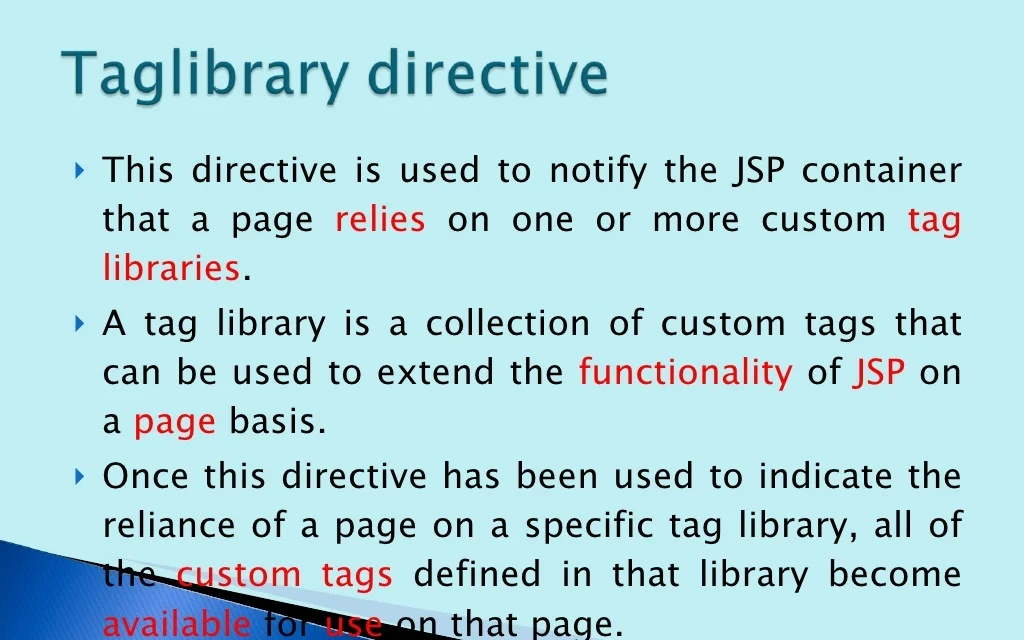 Taglibrary directive
This directive is used to notify the JSP container
that a page relies on one or more custom tag
libraries.
A tag library is a collection of custom tags that
can be used to extend the functionality of JSP on
a page basis.
Once this directive has been used to indicate the
reliance of a page on a specific tag library, all of
the custom tags defined in that library become
available for use on that page.